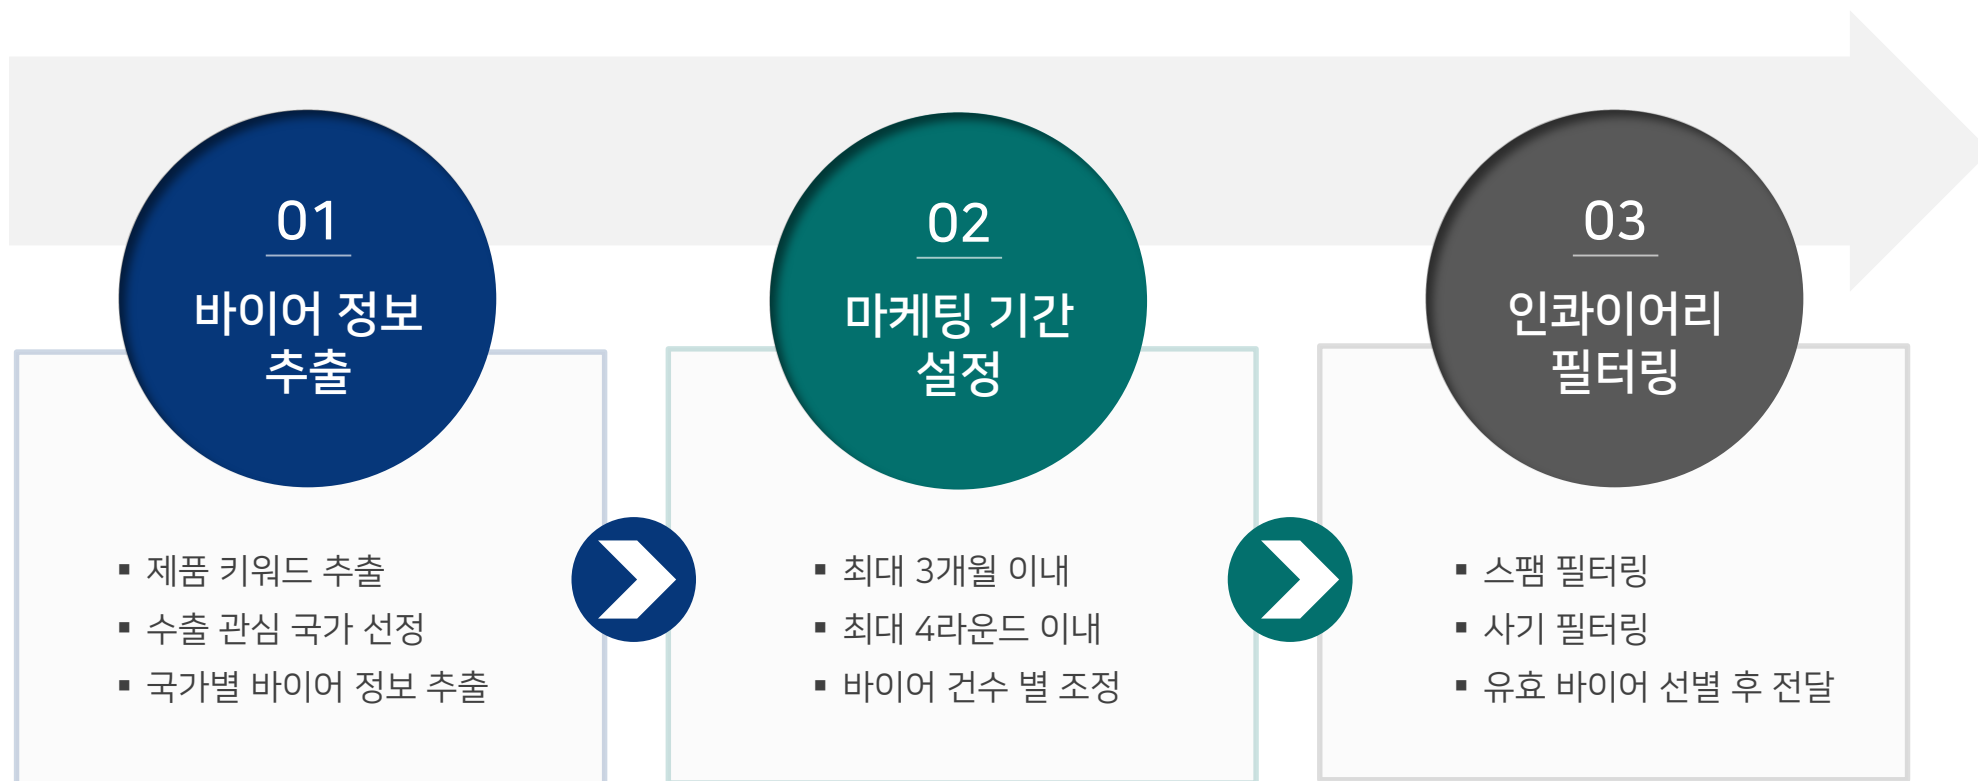 01
바이어 정보
추출
▪ 제품 키워드 추출
▪ 수출 관심 국가 선정
▪ 국가별 바이어 정보 추출
02
마케팅 기간
설정
▪ 최대 3개월 이내
▪ 최대 4라운드 이내
▪ 바이어 건수 별 조정
03
인콰이어리
필터링
▪ 스팸 필터링
▪ 사기 필터링
▪ 유효 바이어 선별 후 전달